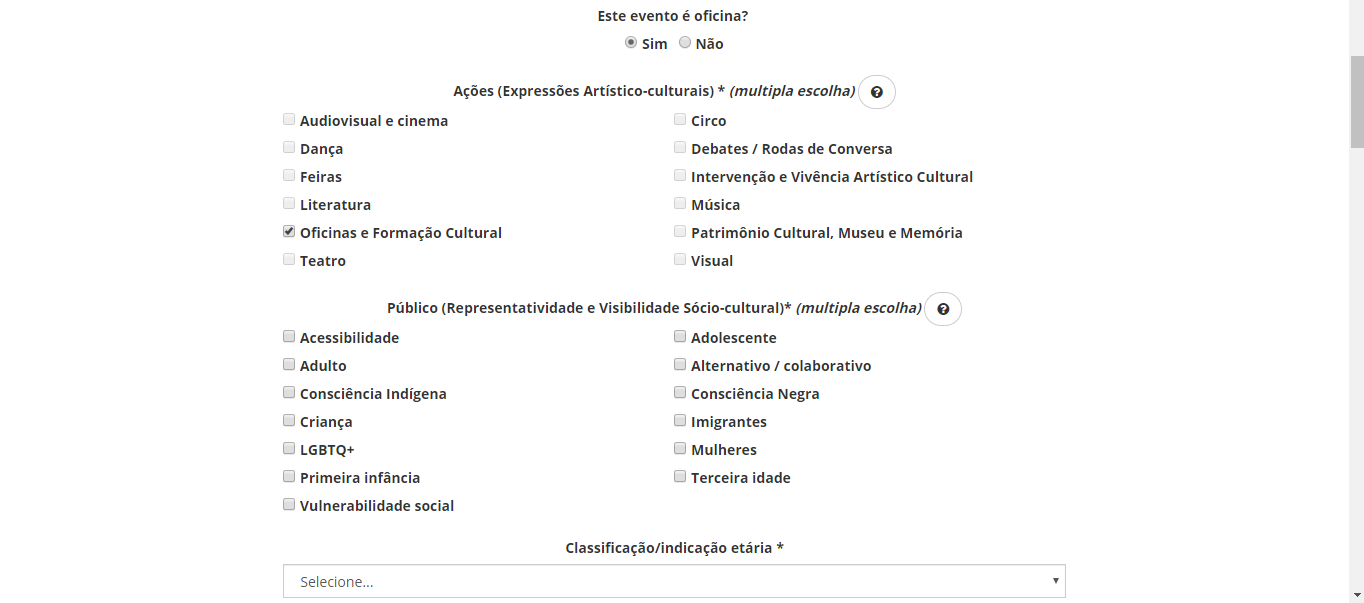 Este evento é oficina?
Sim Não
Ações (Expressões Artístico-culturais) * (multipla escolha) ?
Audiovisual e cinema Circo
Dança Debates / Rodas de Conversa
Feiras Intervenção e Vivência Artístico Cultural
Literatura Música
Oficinas e Formação Cultural Patrimônio Cultural, Museu e Memória
Teatro Visual
Público (Representatividade e Visibilidade Sócio-cultural)* (multipla escolha) ?
Acessibilidade Adolescente
Adulto Alternativo / colaborativo
Consciência Indígena Consciência Negra
Criança Imigrantes
LGBTQ+ Mulheres
Primeira infância Terceira idade
Vulnerabilidade social
Classificação/indicação etária *
Selecione...